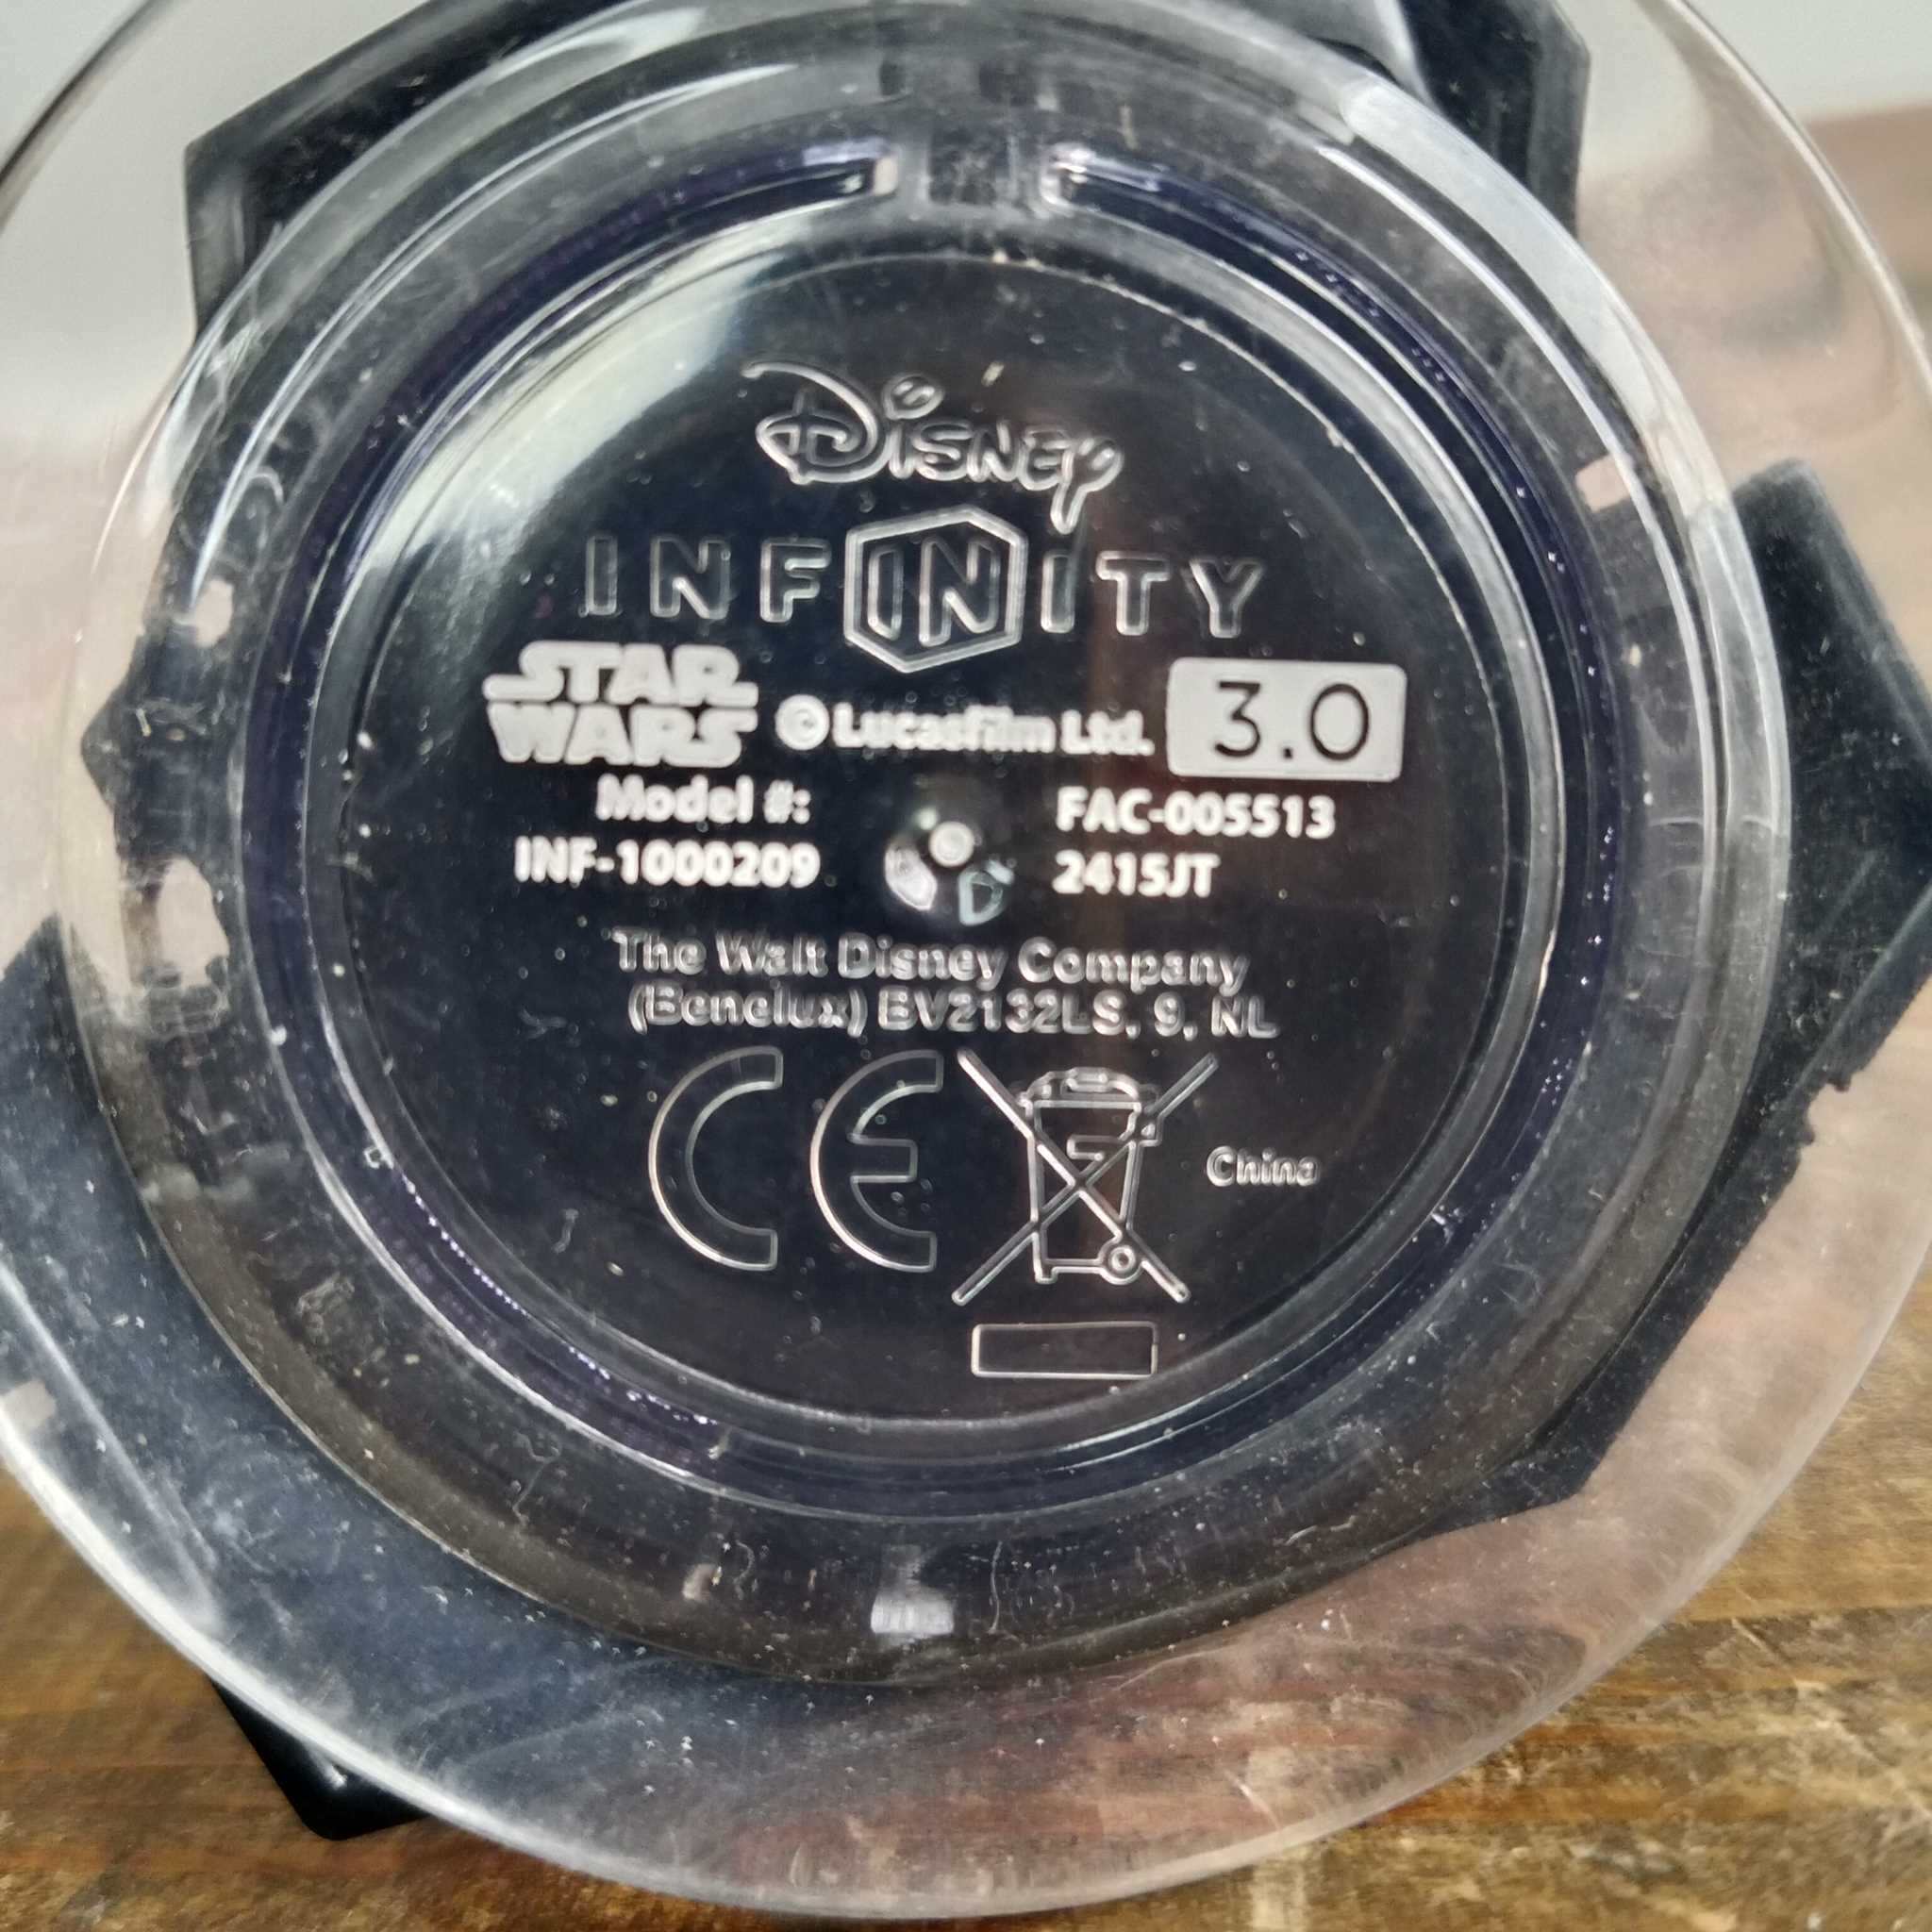 Disney
INFINITY
STAR WARS © Lucasfilm Ltd. 3.0
Model #: FAC-005513
INF-1000209 2415JT
The Walt Disney Company
(Benelux) BV2132LS, 9, NL
CE China